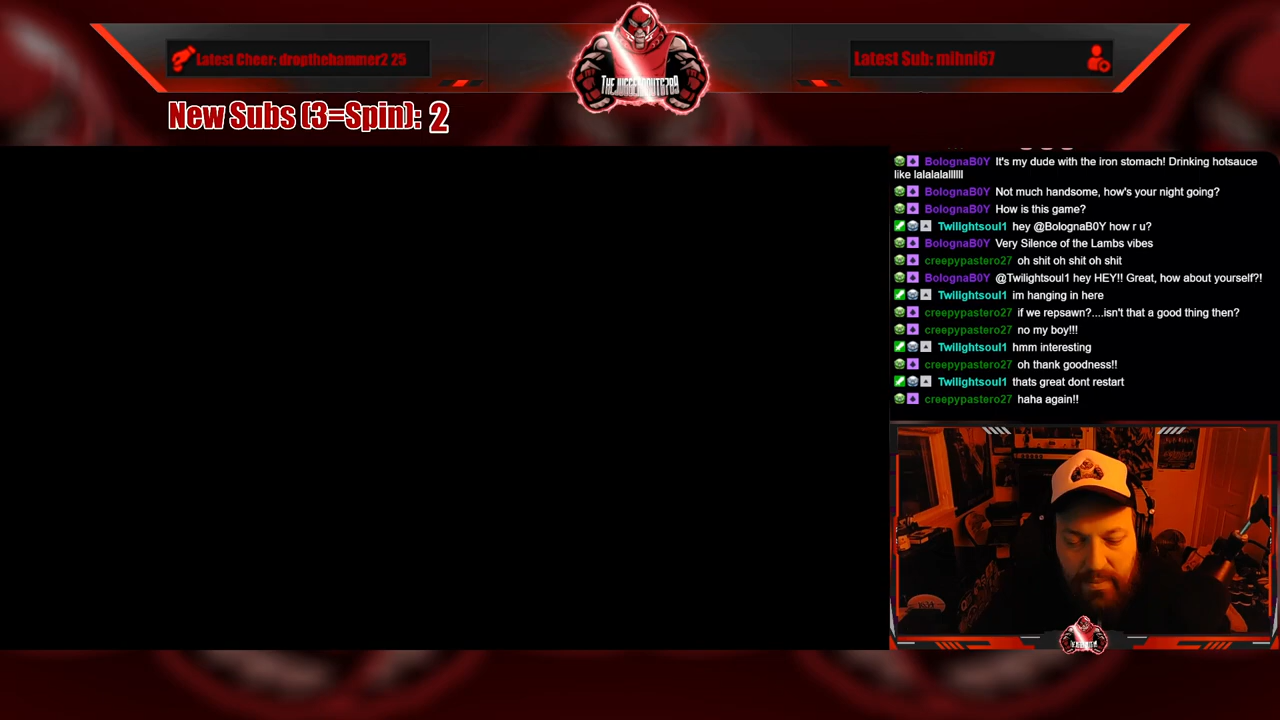 Latest Cheer: dropthehammer2 25
Latest Sub: mihni67
THEJUGGERNOUT6789
New Subs (3=Spin): 2
BolognaB0Y It's my dude with the iron stomach! Drinking hotsauce
like lalalalallllll
BolognaB0Y Not much handsome, how's your night going?
BolognaB0Y How is this game?
Twilightsoul1 hey @BolognaB0Y how r u?
BolognaB0Y Very Silence of the Lambs vibes
creepypastero27 oh shit oh shit oh shit
BolognaB0Y @Twilightsoul1 hey HEY!! Great, how about yourself?!
Twilightsoul1 im hanging in here
creepypastero27 if we repsawn?....isn't that a good thing then?
creepypastero27 no my boy!!!
Twilightsoul1 hmm interesting
creepypastero27 oh thank goodness!!
Twilightsoul1 thats great dont restart
creepypastero27 haha again!!